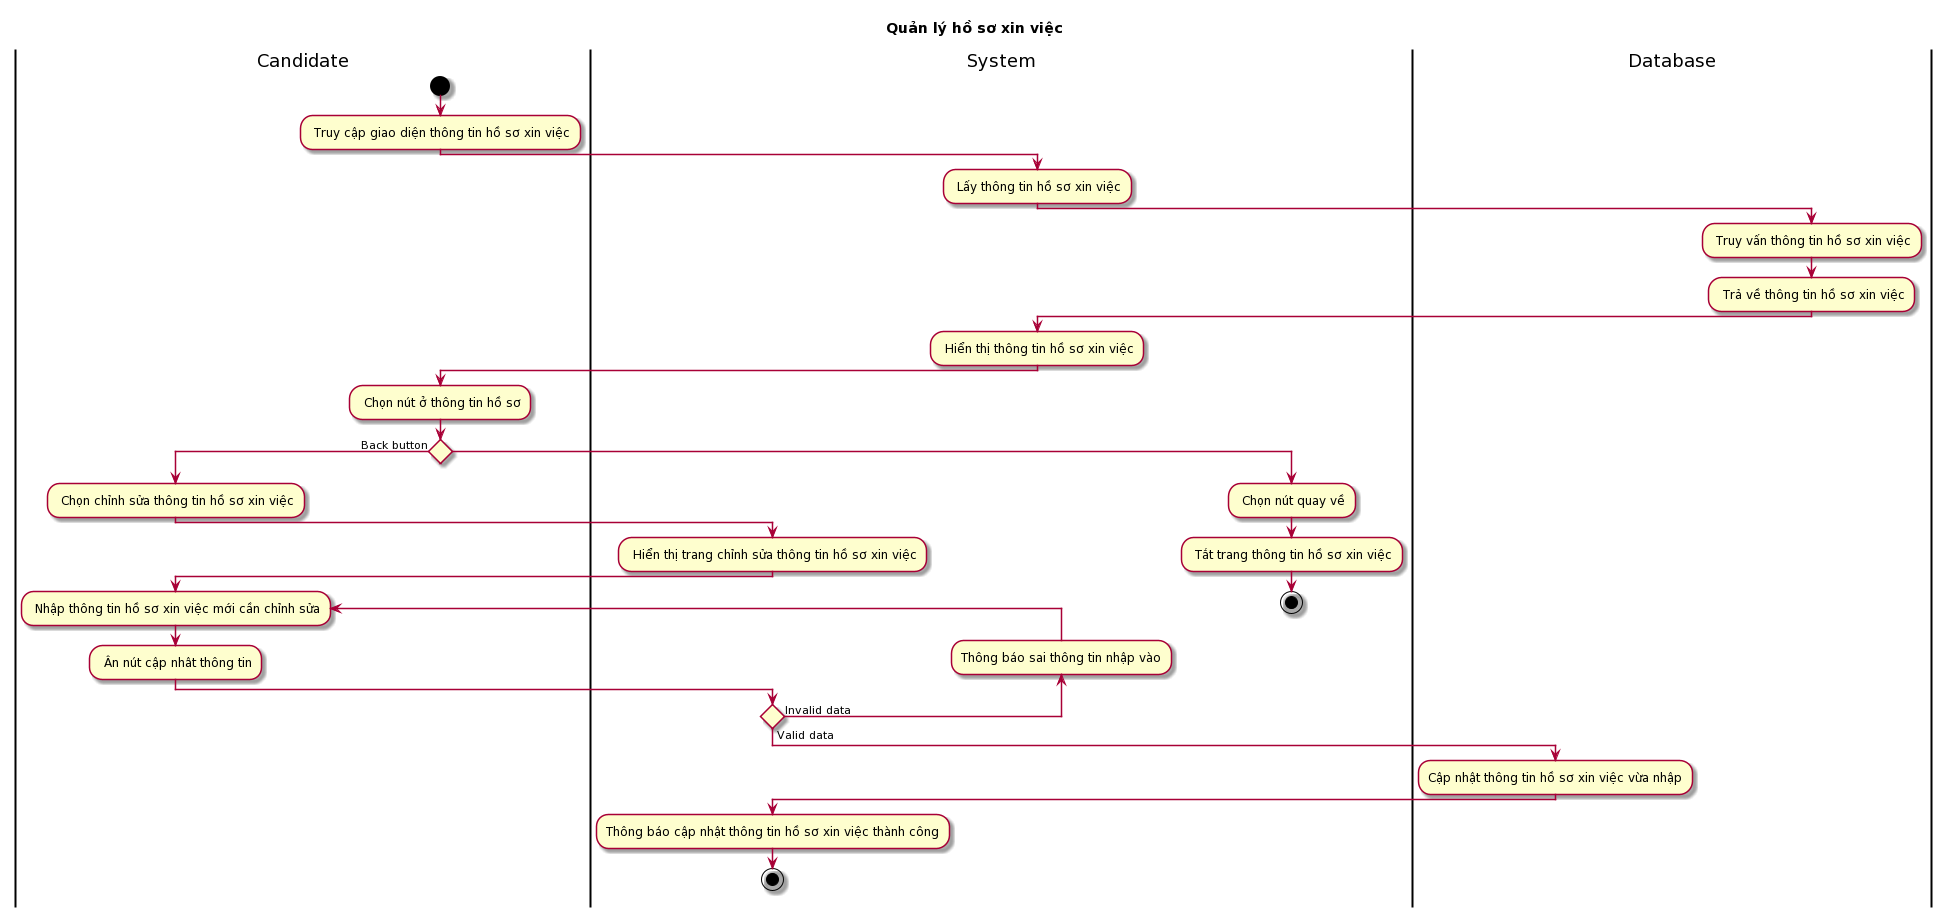 Quản lý hồ sơ xin việc
Candidate
System
Database
Truy cập giao diện thông tin hồ sơ xin việc
Lấy thông tin hồ sơ xin việc
Truy vấn thông tin hồ sơ xin việc
Trả về thông tin hồ sơ xin việc
Hiển thị thông tin hồ sơ xin việc
Chọn nút ở thông tin hồ sơ
Back button
Chọn chỉnh sửa thông tin hồ sơ xin việc
Chọn nút quay về
Hiển thị trang chỉnh sửa thông tin hồ sơ xin việc
Tắt trang thông tin hồ sơ xin việc
Nhập thông tin hồ sơ xin việc mới cần chỉnh sửa
Thông báo sai thông tin nhập vào
Ấn nút cập nhât thông tin
Invalid data
Valid data
Cập nhật thông tin hồ sơ xin việc vừa nhập
Thông báo cập nhật thông tin hồ sơ xin việc thành công